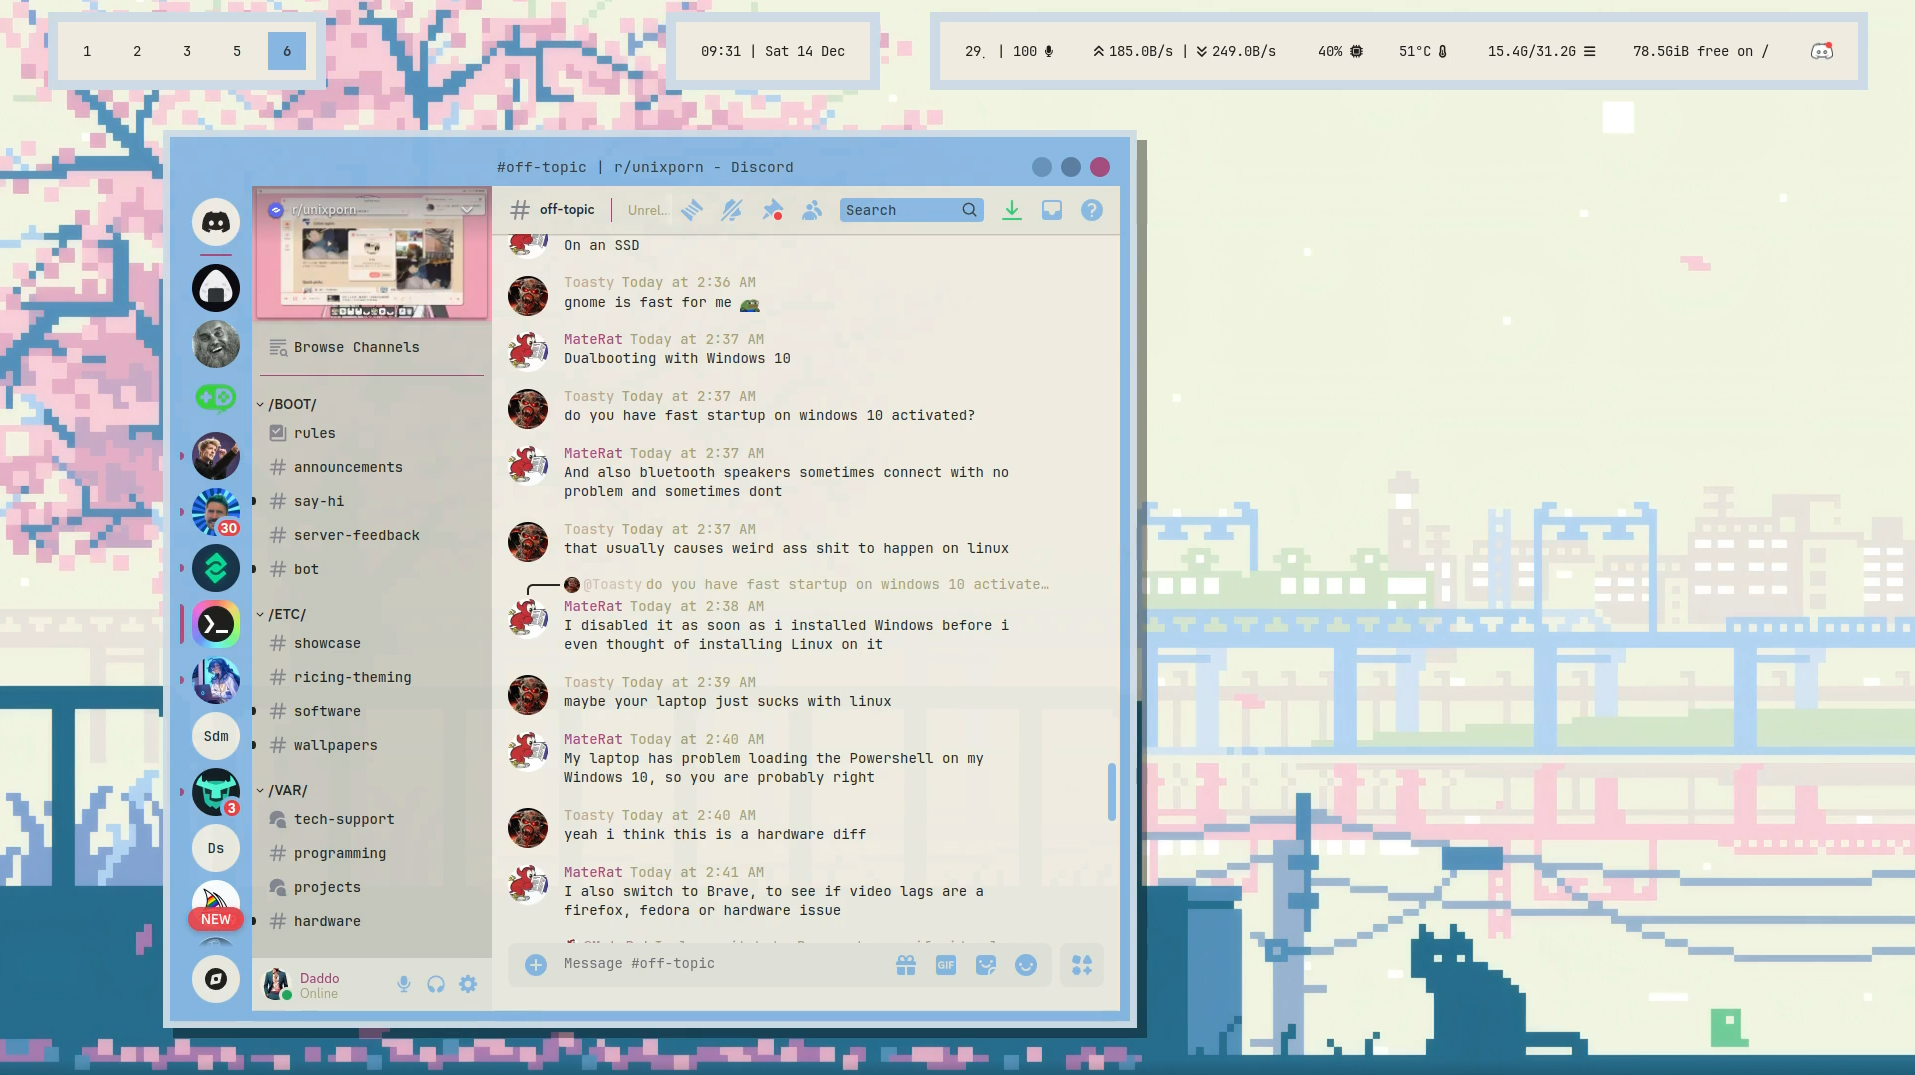 1 2 3 5 6
09:31 | Sat 14 Dec
29. | 100 185.0B/s | 249.0B/s 40% 51°C 15.4G/31.2G 78.5GiB free on /
#off-topic | r/unixporn - Discord
r/unixporn
off-topic
Unrel…
Search
Browse Channels
/BOOT/
rules
announcements
say-hi
server-feedback
bot
/ETC/
showcase
ricing-theming
software
wallpapers
/VAR/
tech-support
programming
projects
hardware
30
Sdm
3
Ds
NEW
Daddo
Online
On an SSD
Toasty Today at 2:36 AM
gnome is fast for me
MateRat Today at 2:37 AM
Dualbooting with Windows 10
Toasty Today at 2:37 AM
do you have fast startup on windows 10 activated?
MateRat Today at 2:37 AM
And also bluetooth speakers sometimes connect with no
problem and sometimes dont
Toasty Today at 2:37 AM
that usually causes weird ass shit to happen on linux
@Toasty do you have fast startup on windows 10 activate…
MateRat Today at 2:38 AM
I disabled it as soon as i installed Windows before i
even thought of installing Linux on it
Toasty Today at 2:39 AM
maybe your laptop just sucks with linux
MateRat Today at 2:40 AM
My laptop has problem loading the Powershell on my
Windows 10, so you are probably right
Toasty Today at 2:40 AM
yeah i think this is a hardware diff
MateRat Today at 2:41 AM
I also switch to Brave, to see if video lags are a
firefox, fedora or hardware issue
Message #off-topic
GIF